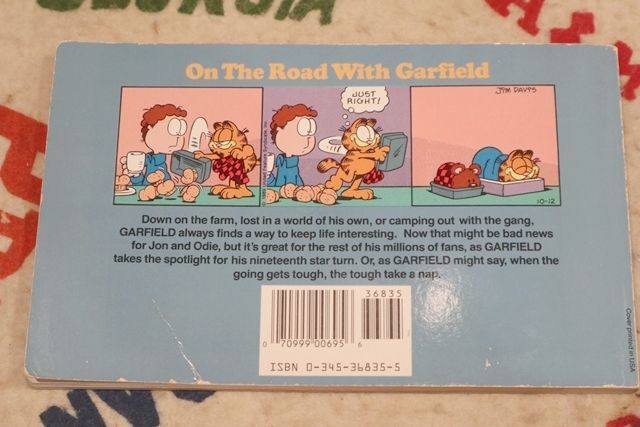 On The Road With Garfield
JUST
RIGHT!
JIM DAVIS
10-12
Down on the farm, lost in a world of his own, or camping out with the gang,
GARFIELD always finds a way to keep life interesting. Now that might be bad news
for Jon and Odie, but it's great for the rest of his millions of fans, as GARFIELD
takes the spotlight for his nineteenth star turn. Or, as GARFIELD might say, when the
going gets tough, the tough take a nap.
36835
0 70999 00695 6
ISBN 0-345-36835-5
Cover printed in USA